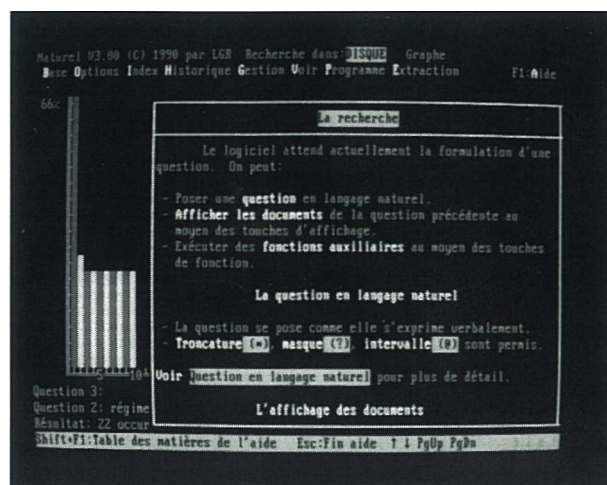 Naturel V3.00 (C) 1990 par LGR Recherche dans: DISQUE Graphe
Base Options Index Historique Gestion Voir Programme Extraction F1:Aide
66%
La recherche
Le logiciel attend actuellement la formulation d'une
question. On peut:
- Poser une question en langage naturel.
- Afficher les documents de la question précédente au
moyen des touches d'affichage.
- Exécuter des fonctions auxiliaires au moyen des touches
de fonction.
La question en langage naturel
- La question se pose comme elle s'exprime verbalement.
- Troncature (*), masque (?), intervalle (@) sont permis.
Voir Question en langage naturel pour plus de détail.
L'affichage des documents
5 10
Question 3:
Question 2: régime
Résultat: 22 occur
Shift+F1:Table des matières de l'aide Esc:Fin aide ↑ ↓ PgUp PgDn